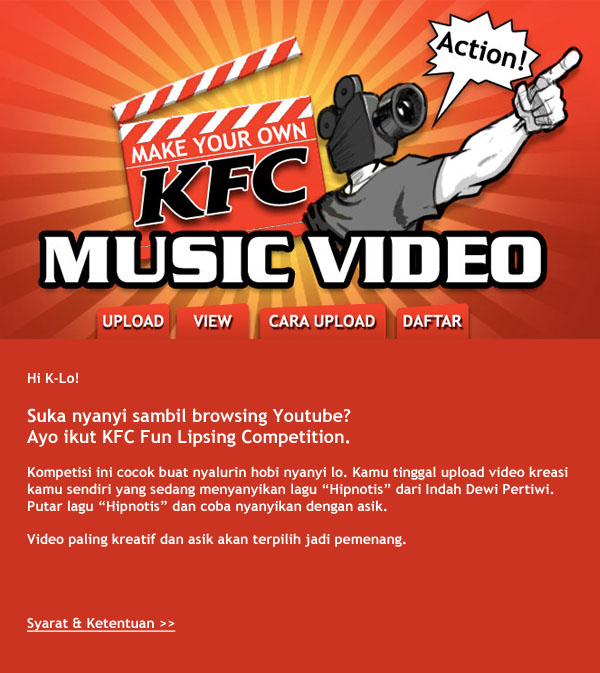 Action!
MAKE YOUR OWN
KFC
MUSIC VIDEO
UPLOAD VIEW CARA UPLOAD DAFTAR
Hi K-Lo!
Suka nyanyi sambil browsing Youtube?
Ayo ikut KFC Fun Lipsing Competition.
Kompetisi ini cocok buat nyalurin hobi nyanyi lo. Kamu tinggal upload video kreasi
kamu sendiri yang sedang menyanyikan lagu “Hipnotis” dari Indah Dewi Pertiwi.
Putar lagu “Hipnotis” dan coba nyanyikan dengan asik.
Video paling kreatif dan asik akan terpilih jadi pemenang.
Syarat & Ketentuan >>